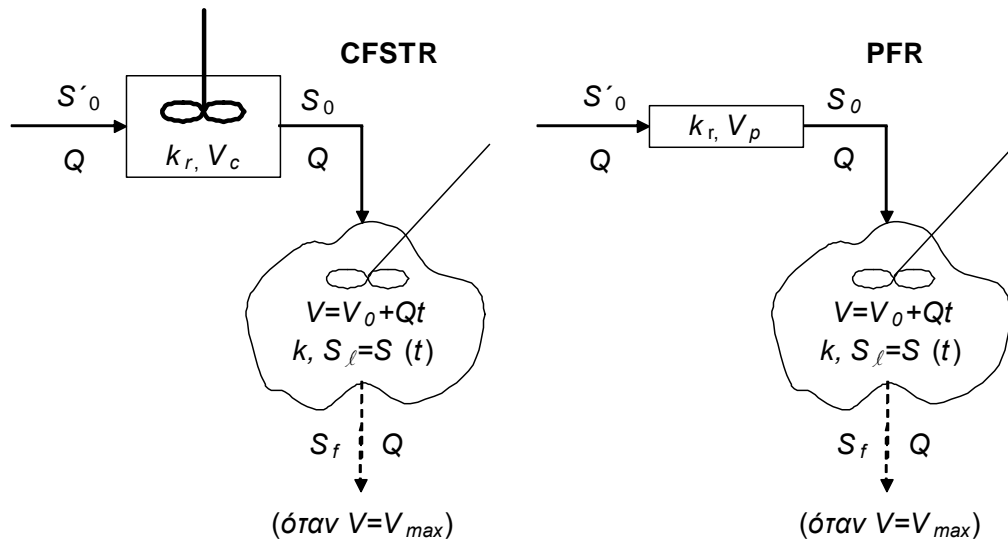 CFSTR
S´0
Q
kr, Vc
S0
Q
V=V0+Qt
k, Sℓ=S (t)
Sf Q
(όταν V=Vmax)
PFR
S´0
Q
kr, Vp
S0
Q
V=V0+Qt
k, Sℓ=S (t)
Sf Q
(όταν V=Vmax)